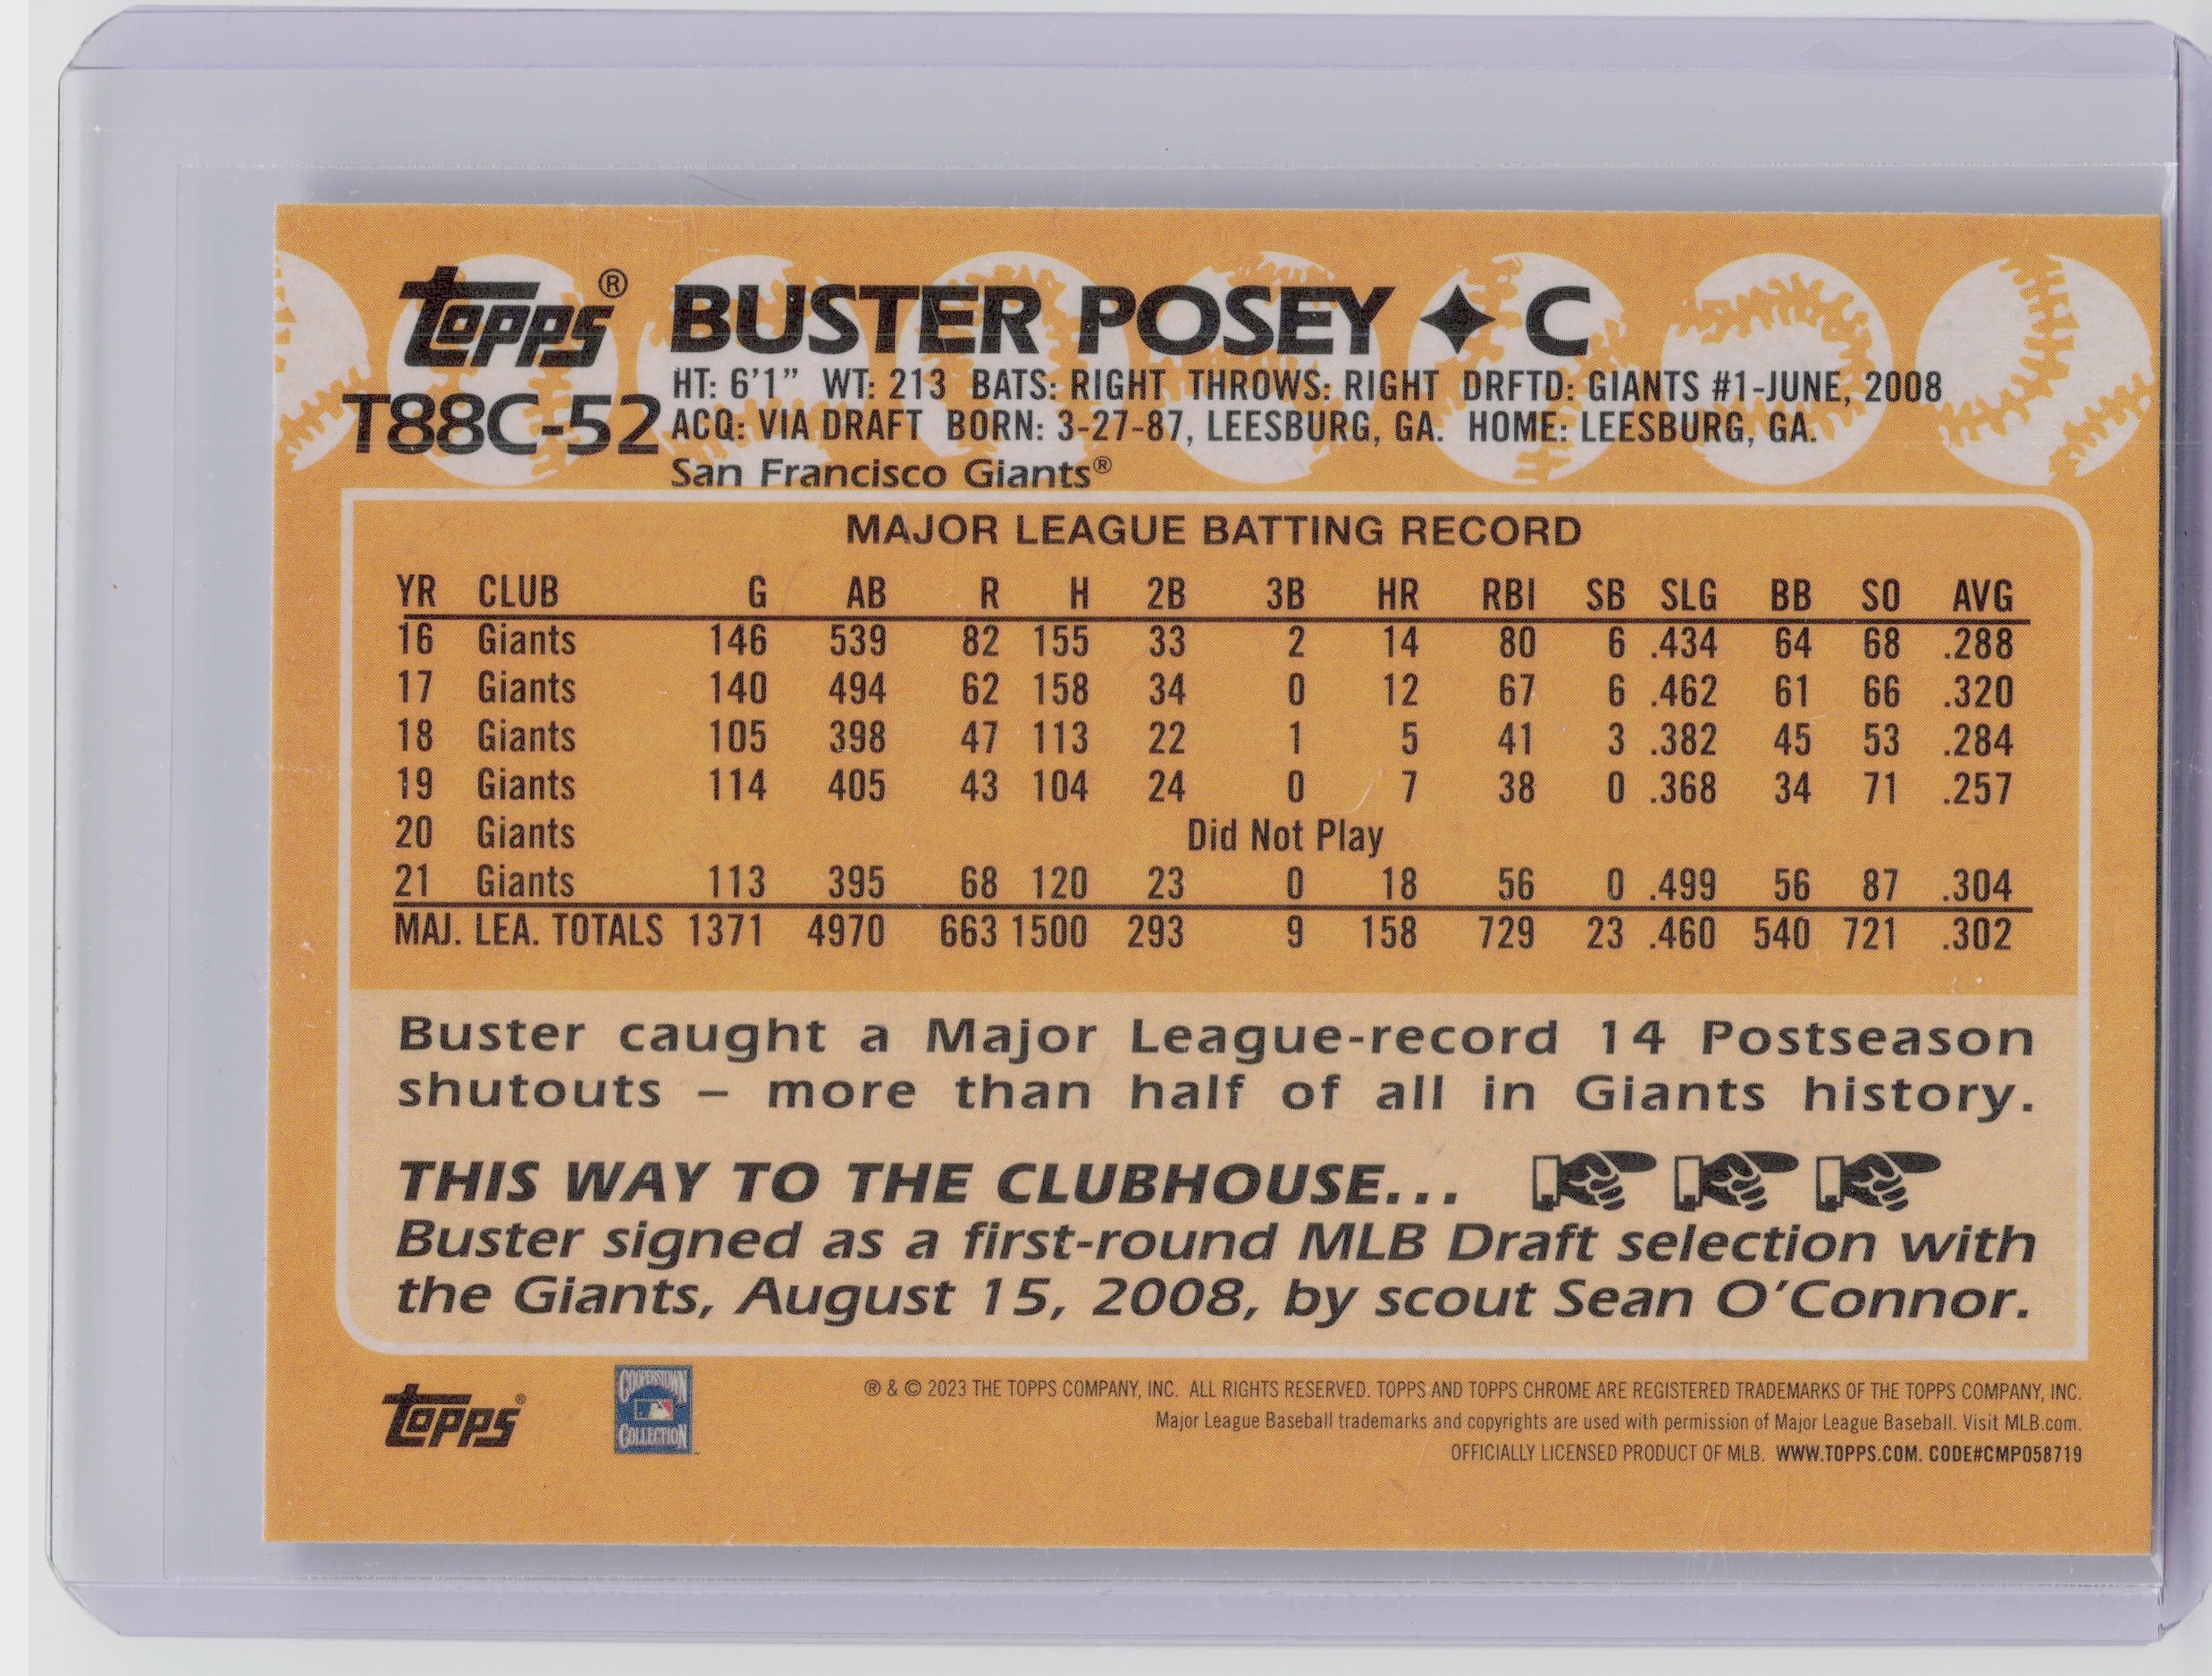 Topps® BUSTER POSEY ✦ C
T88C-52 HT: 6'1” WT: 213 BATS: RIGHT THROWS: RIGHT DRFTD: GIANTS #1-JUNE, 2008
ACQ: VIA DRAFT BORN: 3-27-87, LEESBURG, GA. HOME: LEESBURG, GA.
San Francisco Giants®
MAJOR LEAGUE BATTING RECORD
YR CLUB G AB R H 2B 3B HR RBI SB SLG BB SO AVG
16 Giants 146 539 82 155 33 2 14 80 6 .434 64 68 .288
17 Giants 140 494 62 158 34 0 12 67 6 .462 61 66 .320
18 Giants 105 398 47 113 22 1 5 41 3 .382 45 53 .284
19 Giants 114 405 43 104 24 0 7 38 0 .368 34 71 .257
20 Giants Did Not Play
21 Giants 113 395 68 120 23 0 18 56 0 .499 56 87 .304
MAJ. LEA. TOTALS 1371 4970 663 1500 293 9 158 729 23 .460 540 721 .302
Buster caught a Major League-record 14 Postseason
shutouts – more than half of all in Giants history.
THIS WAY TO THE CLUBHOUSE...
Buster signed as a first-round MLB Draft selection with
the Giants, August 15, 2008, by scout Sean O'Connor.
Topps®
COOPERSTOWN
COLLECTION
® & © 2023 THE TOPPS COMPANY, INC. ALL RIGHTS RESERVED. TOPPS AND TOPPS CHROME ARE REGISTERED TRADEMARKS OF THE TOPPS COMPANY, INC.
Major League Baseball trademarks and copyrights are used with permission of Major League Baseball. Visit MLB.com.
OFFICIALLY LICENSED PRODUCT OF MLB. WWW.TOPPS.COM. CODE#CMP058719